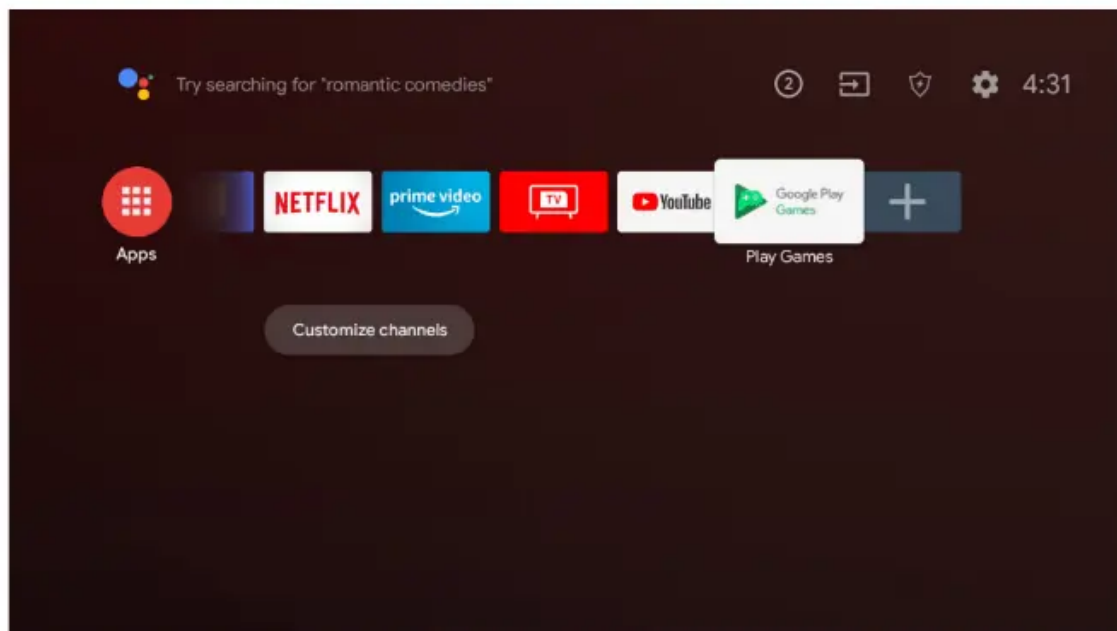 Try searching for "romantic comedies"
2
4:31
NETFLIX
prime video
TV
YouTube
Google Play
Games
Apps
Play Games
Customize channels